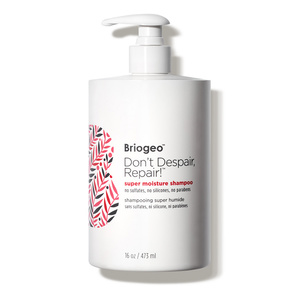 Briogeo™
Don't Despair,
Repair!™
super moisture shampoo
no sulfates, no silicones, no parabens
shampooing super humide
sans sulfates, ni silicone, ni parabènes
16 oz / 473 ml